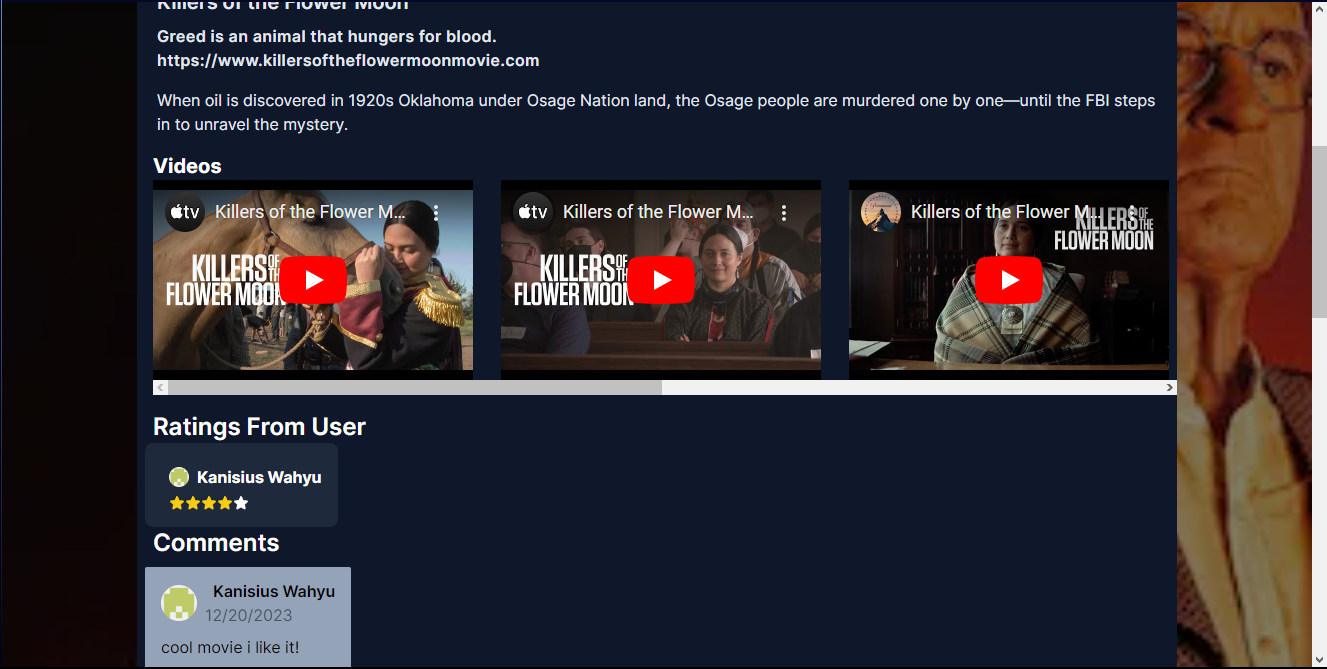 Killers of the Flower Moon
Greed is an animal that hungers for blood.
https://www.killersoftheflowermoonmovie.com
When oil is discovered in 1920s Oklahoma under Osage Nation land, the Osage people are murdered one by one—until the FBI steps
in to unravel the mystery.
Videos
tv Killers of the Flower M...
KILLERS OF THE
FLOWER MOON
tv Killers of the Flower M...
KILLERS OF THE
FLOWER MOON
Killers of the Flower M...
KILLERS OF THE
FLOWER MOON
Ratings From User
Kanisius Wahyu
Comments
Kanisius Wahyu
12/20/2023
cool movie i like it!